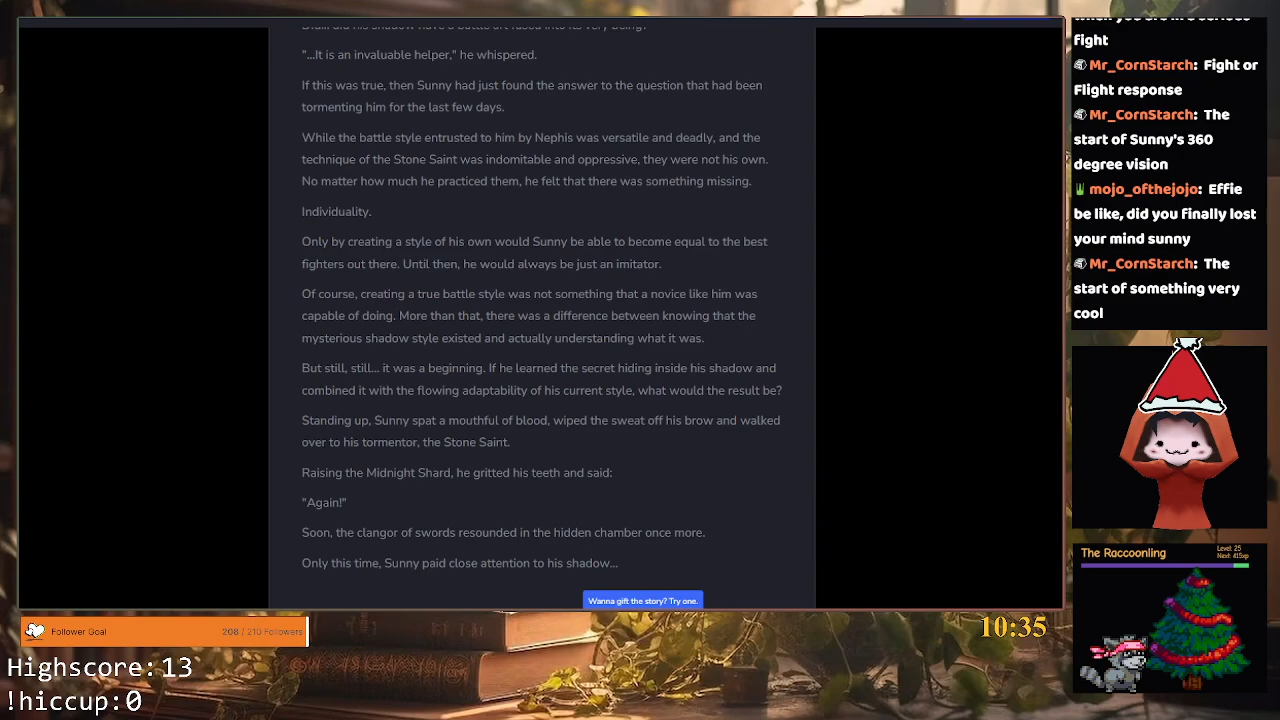 "...It is an invaluable helper," he whispered.
If this was true, then Sunny had just found the answer to the question that had been
tormenting him for the last few days.
While the battle style entrusted to him by Nephis was versatile and deadly, and the
technique of the Stone Saint was indomitable and oppressive, they were not his own.
No matter how much he practiced them, he felt that there was something missing.
Individuality.
Only by creating a style of his own would Sunny be able to become equal to the best
fighters out there. Until then, he would always be just an imitator.
Of course, creating a true battle style was not something that a novice like him was
capable of doing. More than that, there was a difference between knowing that the
mysterious shadow style existed and actually understanding what it was.
But still, still... it was a beginning. If he learned the secret hiding inside his shadow and
combined it with the flowing adaptability of his current style, what would the result be?
Standing up, Sunny spat a mouthful of blood, wiped the sweat off his brow and walked
over to his tormentor, the Stone Saint.
Raising the Midnight Shard, he gritted his teeth and said:
"Again!"
Soon, the clangor of swords resounded in the hidden chamber once more.
Only this time, Sunny paid close attention to his shadow...
Wanna gift the story? Try one.
fight
Mr_CornStarch: Fight or
Flight response
Mr_CornStarch: The
start of Sunny's 360
degree vision
mojo_ofthejojo: Effie
be like, did you finally lost
your mind sunny
Mr_CornStarch: The
start of something very
cool
The Raccoonling
Level: 25
Next: 415xp
Follower Goal
208 / 210 Followers
10:35
Highscore:13
!hiccup:0